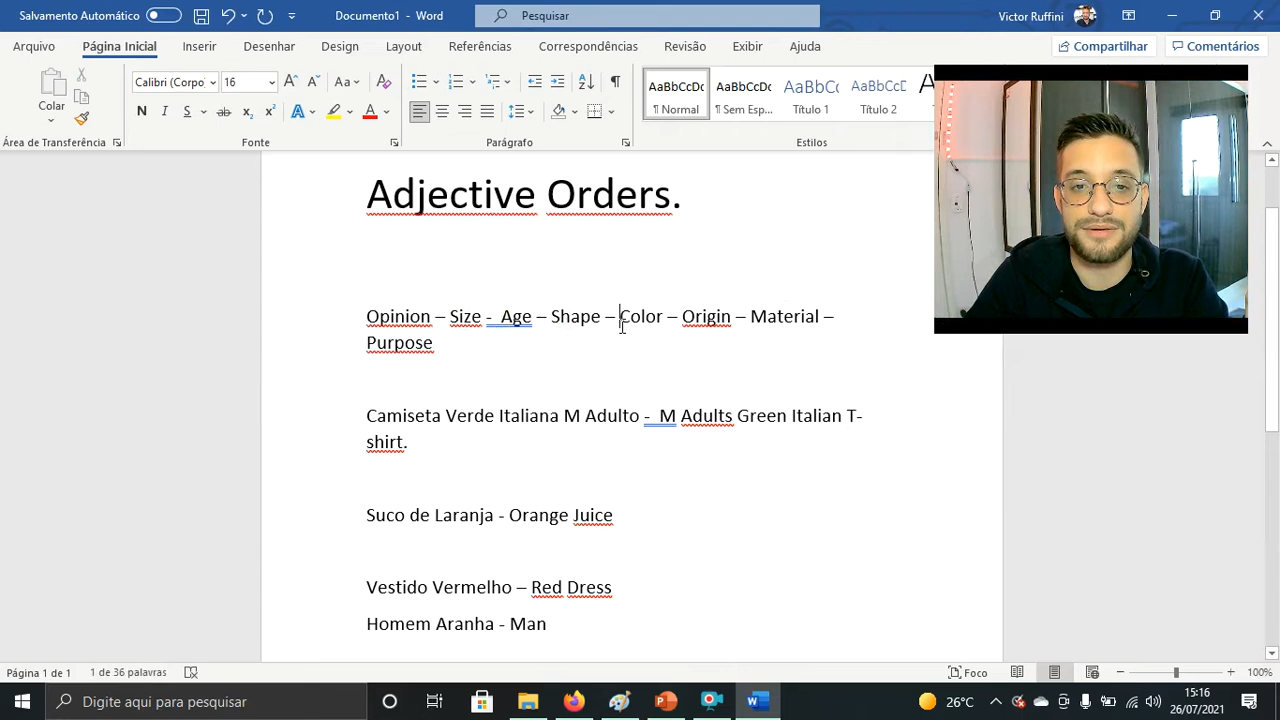 Salvamento Automático
Documento1 - Word
Pesquisar
Victor Ruffini
Arquivo Página Inicial Inserir Desenhar Design Layout Referências Correspondências Revisão Exibir Ajuda
Compartilhar Comentários
Colar
Calibri (Corpo 16
N I S ab x₂ x² A A
AaBbCcDc AaBbCcDc AaBbCc AaBbCcD
¶ Normal ¶ Sem Esp... Título 1 Título 2
Área de Transferência Fonte Parágrafo Estilos
Adjective Orders.
Opinion – Size - Age – Shape – Color – Origin – Material –
Purpose
Camiseta Verde Italiana M Adulto - M Adults Green Italian T-
shirt.
Suco de Laranja - Orange Juice
Vestido Vermelho – Red Dress
Homem Aranha - Man
Página 1 de 1 1 de 36 palavras Foco 100%
Digite aqui para pesquisar
26°C
15:16
26/07/2021